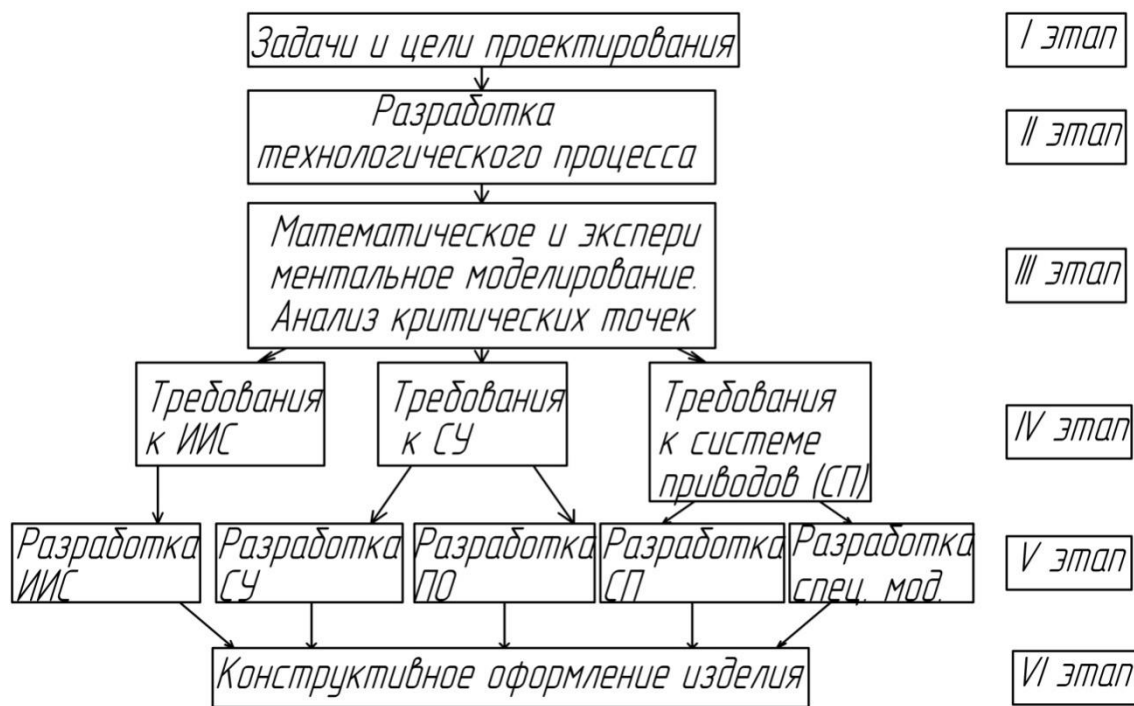 Задачи и цели проектирования
I этап
Разработка
технологического процесса
II этап
Математическое и экспери
ментальное моделирование.
Анализ критических точек
III этап
Требования
к ИИС
Требования
к СУ
Требования
к системе
приводов (СП)
IV этап
Разработка
ИИС
Разработка
СУ
Разработка
ПО
Разработка
СП
Разработка
спец. мод.
V этап
Конструктивное оформление изделия
VI этап